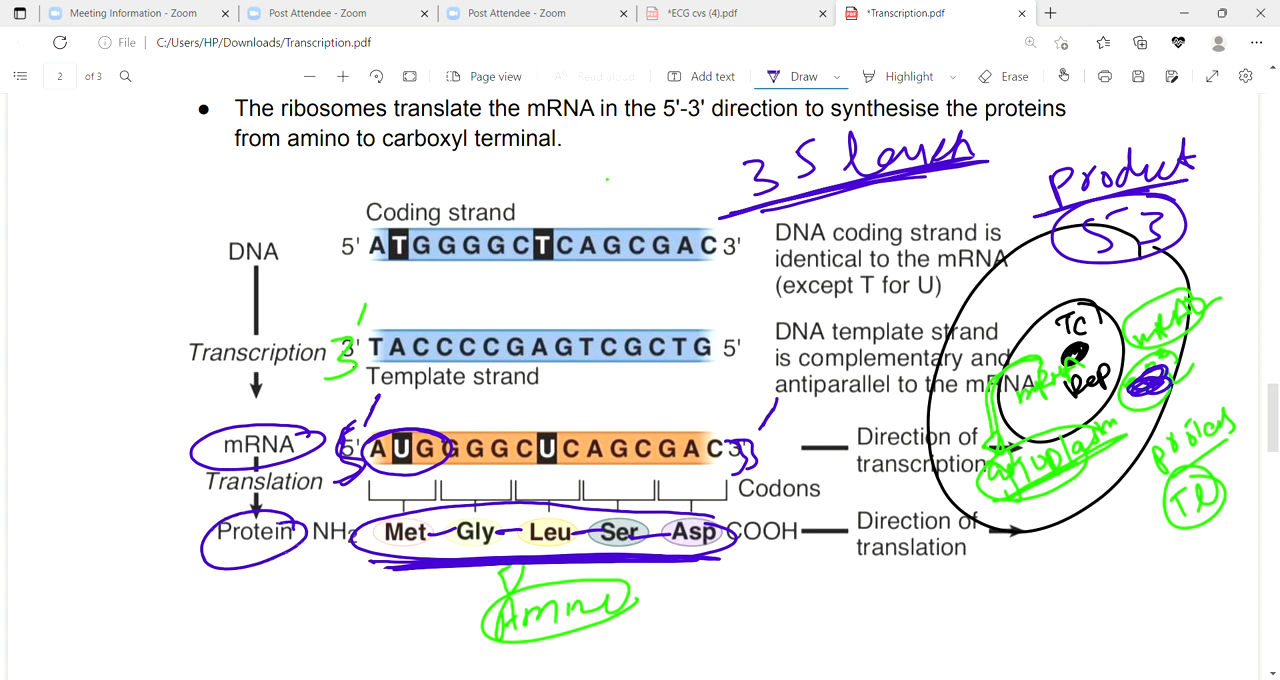 Meeting Information - Zoom
Post Attendee - Zoom
Post Attendee - Zoom
*ECG cvs (4).pdf
*Transcription.pdf
File
C:/Users/HP/Downloads/Transcription.pdf
2 of 3
Page view
Read aloud
Add text
Draw
Highlight
Erase
• The ribosomes translate the mRNA in the 5'-3' direction to synthesise the proteins
from amino to carboxyl terminal.
product
5 3
Coding strand
DNA
5' ATGGGGCTCAGCGAC 3'
DNA coding strand is
identical to the mRNA
(except T for U)
Transcription
3' TACCCCGAGTCGCTG 5'
Template strand
DNA template strand
is complementary and
antiparallel to the mRNA
TC
mRNA
mRNA
Rep
mRNA
5' AUGGGGCUCAGCGAC 3'
Direction of
transcription
cytoplasm
Translation
Codons
Protein
NH2 Met Gly Leu Ser Asp COOH
Direction of
translation
Amino